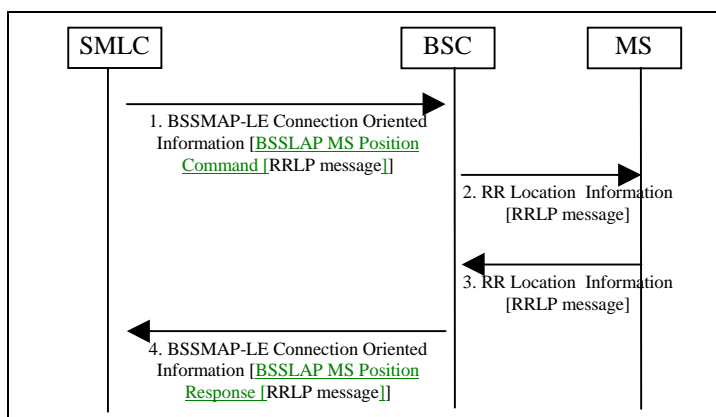 SMLC
BSC
MS
1. BSSMAP-LE Connection Oriented
Information [BSSLAP MS Position
Command [RRLP message]]
2. RR Location Information
[RRLP message]
3. RR Location Information
[RRLP message]
4. BSSMAP-LE Connection Oriented
Information [BSSLAP MS Position
Response [RRLP message]]